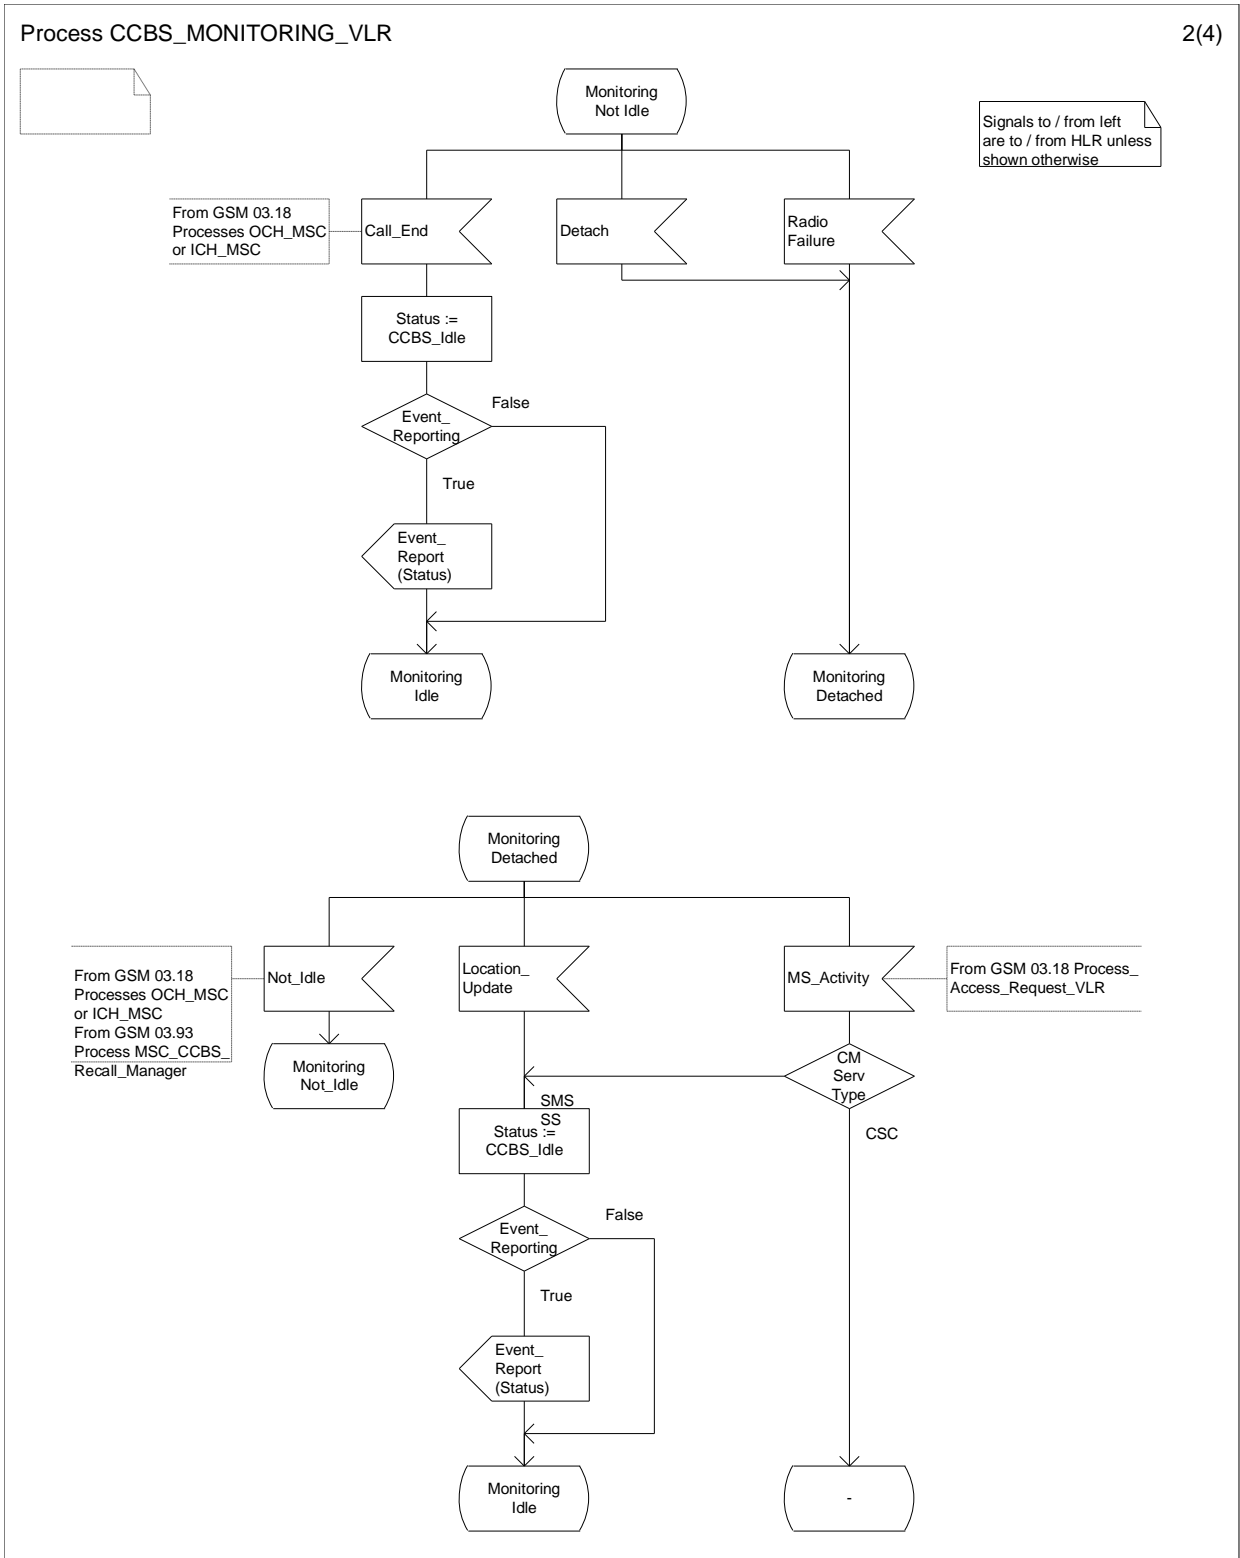 Process CCBS_MONITORING_VLR
2(4)
Monitoring
Not Idle
Signals to / from left
are to / from HLR unless
shown otherwise
From GSM 03.18
Processes OCH_MSC
or ICH_MSC
Call_End
Detach
Radio
Failure
Status :=
CCBS_Idle
Event_
Reporting
False
True
Event_
Report
(Status)
Monitoring
Idle
Monitoring
Detached
Monitoring
Detached
From GSM 03.18
Processes OCH_MSC
or ICH_MSC
From GSM 03.93
Process MSC_CCBS_
Recall_Manager
Not_Idle
Location_
Update
MS_Activity
From GSM 03.18 Process_
Access_Request_VLR
Monitoring
Not_Idle
CM
Serv
Type
SMS
SS
CSC
Status :=
CCBS_Idle
Event_
Reporting
False
True
Event_
Report
(Status)
Monitoring
Idle
-